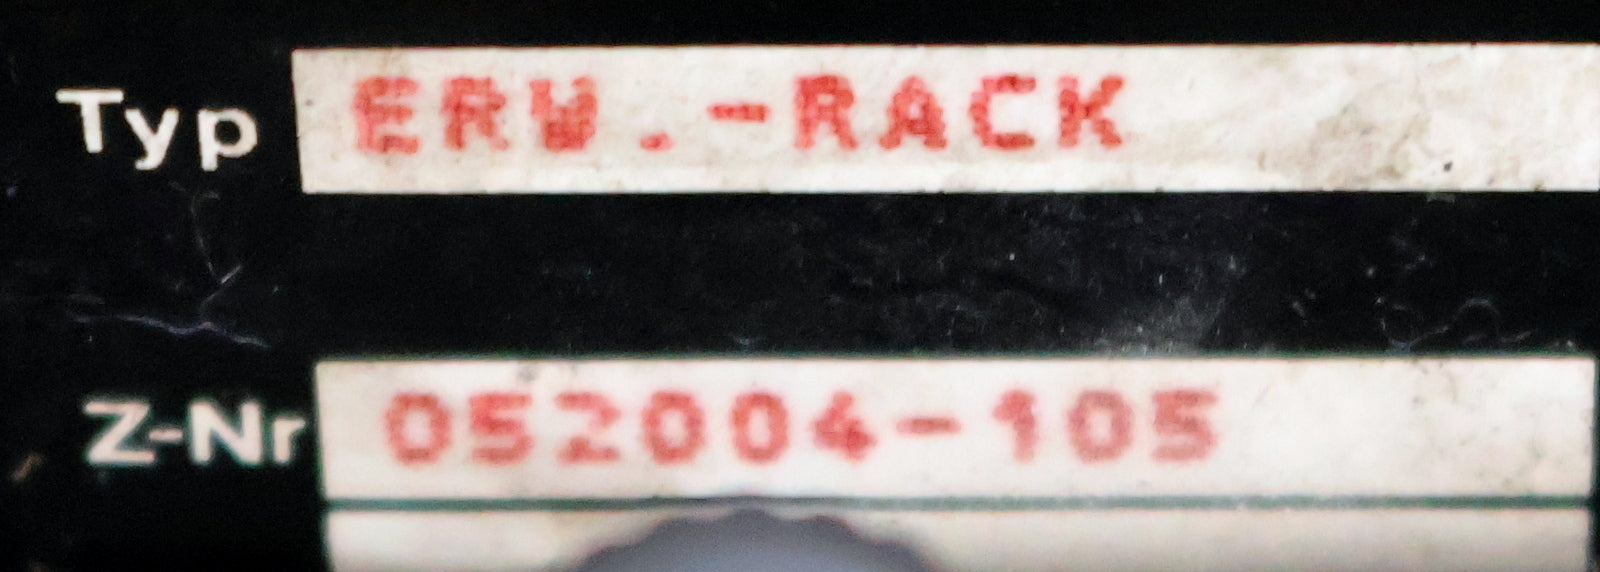 Typ ERW.-RACK
Z-Nr 052004-105